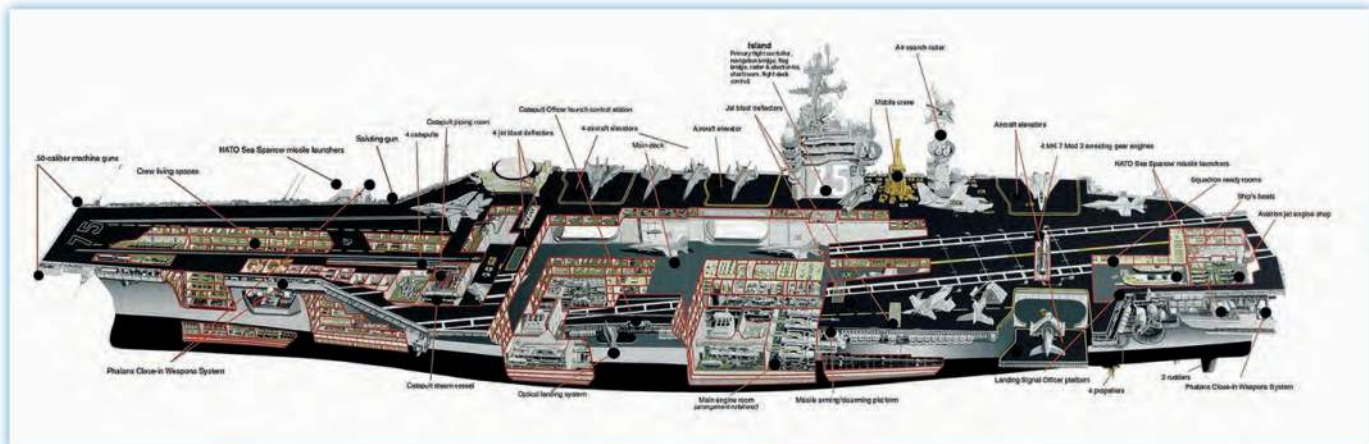 Island
Primary flight control,
navigation bridge, flag
bridge, radar & electronics,
flight deck
control
Air search radar
Jet blast deflectors
Mobile crane
Catapult Officer launch control station
Catapult piping room
4 aircraft elevators
Aircraft elevator
Aircraft elevators
4 catapults
4 jet blast deflectors
Main deck
4 MK 7 Mod 3 arresting gear engines
Saluting gun
NATO Sea Sparrow missile launchers
NATO Sea Sparrow missile launchers
.50-caliber machine guns
Crew living spaces
Squadron ready rooms
Ship's boats
Aviation jet engine shop
75
75
Phalanx Close-in Weapons System
Catapult steam vessel
Optical landing system
Main engine room
Missile arming/disarming platform
Landing Signal Officer platform
4 propellers
2 rudders
Phalanx Close-in Weapons System